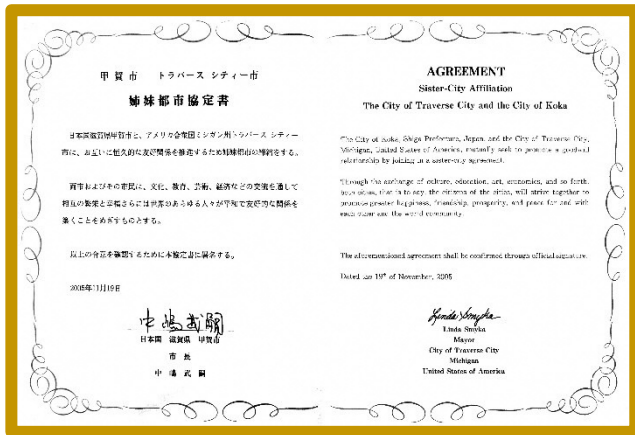 甲賀市　トラバース シティー市
姉妹都市協定書
日本国滋賀県甲賀市と、アメリカ合衆国ミシガン州トラバース シティー
市は、お互いに恒久的な友好関係を推進するため姉妹都市の締結をする。
両市およびその市民は、文化、教育、芸術、経済などの交流を通して
相互の繁栄と幸福さらには世界のあらゆる人々が平和で友好的な関係を
築くことをめざすものとする。
以上の合意を確認するために本協定書に署名する。
2005年11月19日
中嶋武嗣
日本国　滋賀県　甲賀市
市　長
中　嶋　武　嗣
AGREEMENT
Sister-City Affiliation
The City of Traverse City and the City of Koka
The City of Koka, Shiga Prefecture, Japan, and the City of Traverse City,
Michigan, United States of America, mutually seek to promote a good-will
relationship by joining in a sister-city agreement.
Through the exchange of culture, education, art, economics, and so forth,
both cities, that is to say, the citizens of the cities, will strive together to
promote greater happiness, friendship, prosperity, and peace for and with
each other and the world community.
The aforementioned agreement shall be confirmed through official signature.
Dated this 19th of November, 2005
Linda Smyka
Linda Smyka
Mayor
City of Traverse City
Michigan
United States of America